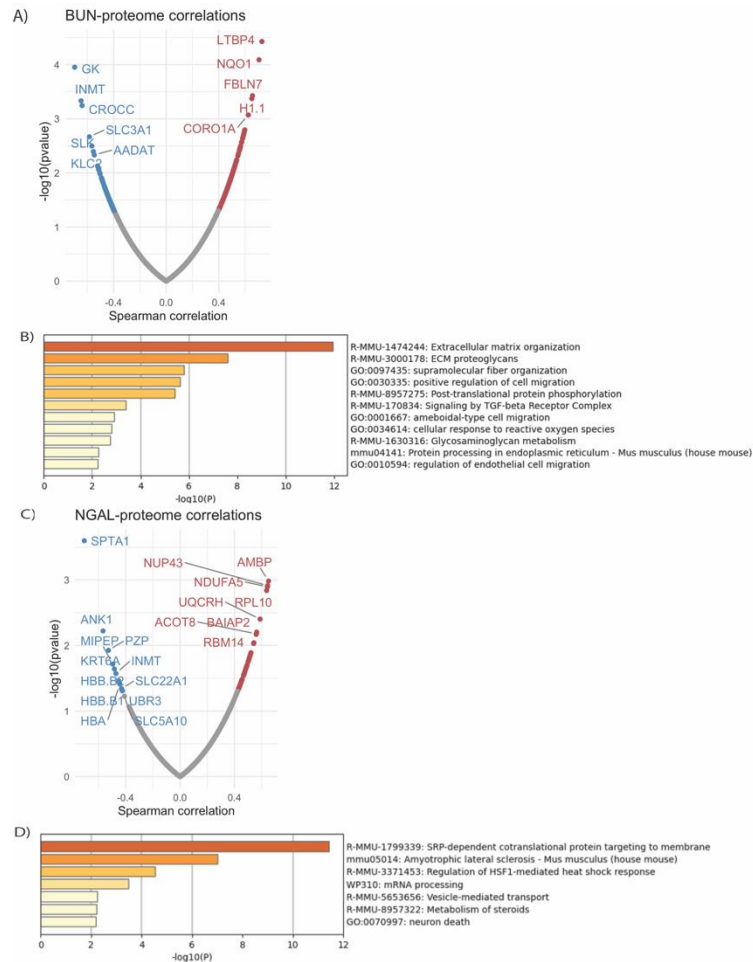 A)
BUN-proteome correlations
LTBP4
4
GK
NQO1
INMT
FBLN7
CROCC
H1.1
3
SLC3A1
CORO1A
SLK
AADAT
KLC2
2
1
0
-log10(pvalue)
-0.4 0.0 0.4
Spearman correlation
B)
R-MMU-1474244: Extracellular matrix organization
R-MMU-3000178: ECM proteoglycans
GO:0097435: supramolecular fiber organization
GO:0030335: positive regulation of cell migration
R-MMU-8957275: Post-translational protein phosphorylation
R-MMU-170834: Signaling by TGF-beta Receptor Complex
GO:0001667: ameboidal-type cell migration
GO:0034614: cellular response to reactive oxygen species
R-MMU-1630316: Glycosaminoglycan metabolism
mmu04141: Protein processing in endoplasmic reticulum - Mus musculus (house mouse)
GO:0010594: regulation of endothelial cell migration
0 2 4 6 8 10 12
-log10(P)
C)
NGAL-proteome correlations
SPTA1
NUP43 AMBP
3
NDUFA5
UQCRH RPL10
ANK1
ACOT8 BAIAP2
MIPEP PZP
RBM14
2
KRT6A INMT
HBB.B2 SLC22A1
HBB.B1 UBR3
HBA SLC5A10
1
0
-log10(pvalue)
-0.4 0.0 0.4
Spearman correlation
D)
R-MMU-1799339: SRP-dependent cotranslational protein targeting to membrane
mmu05014: Amyotrophic lateral sclerosis - Mus musculus (house mouse)
R-MMU-3371453: Regulation of HSF1-mediated heat shock response
WP310: mRNA processing
R-MMU-5653656: Vesicle-mediated transport
R-MMU-8957322: Metabolism of steroids
GO:0070997: neuron death
0 2 4 6 8 10 12
-log10(P)